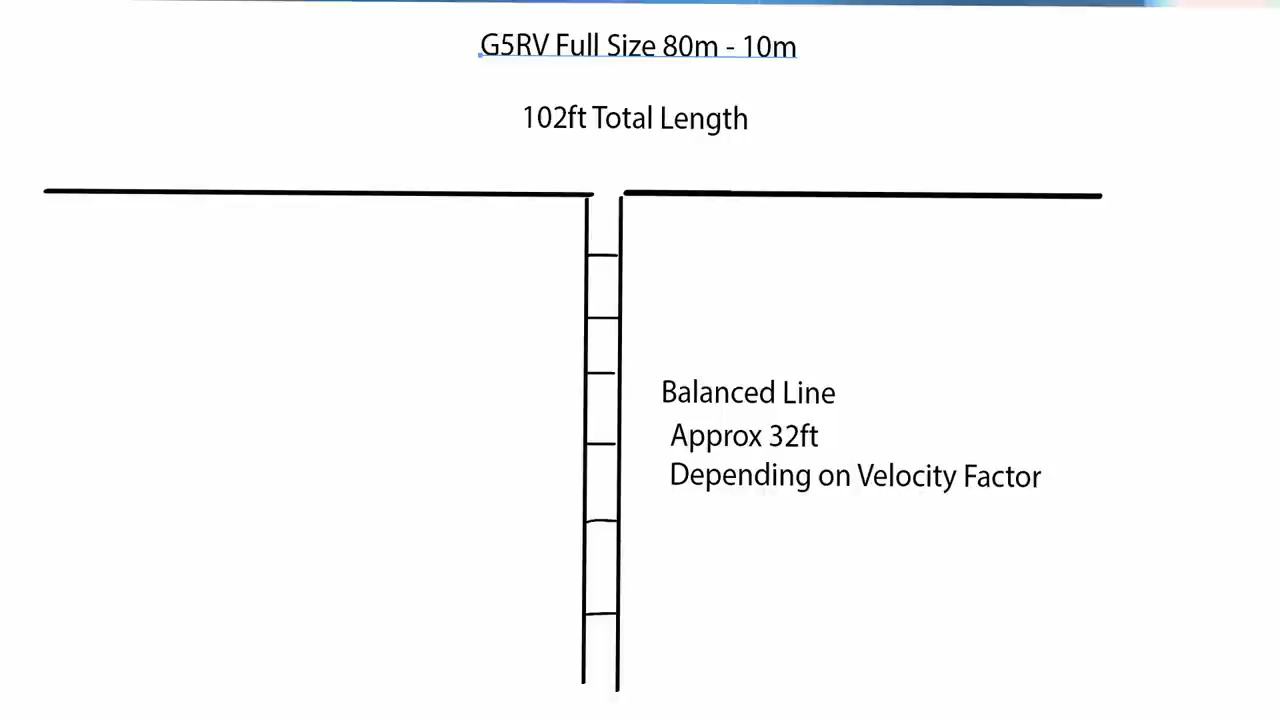 G5RV Full Size 80m - 10m
102ft Total Length
Balanced Line
Approx 32ft
Depending on Velocity Factor